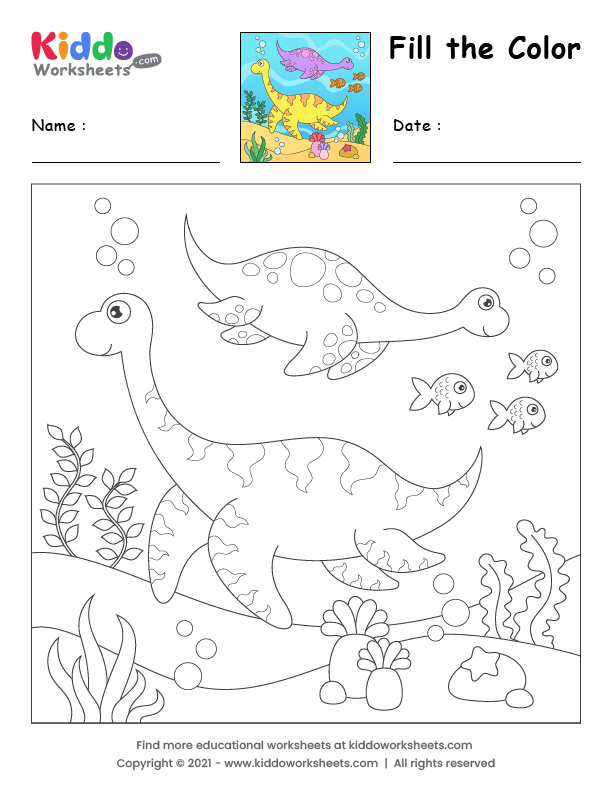 Kiddo
Worksheets.com
Fill the Color
Name :
Date :
Find more educational worksheets at kiddoworksheets.com
Copyright © 2021 - www.kiddoworksheets.com | All rights reserved